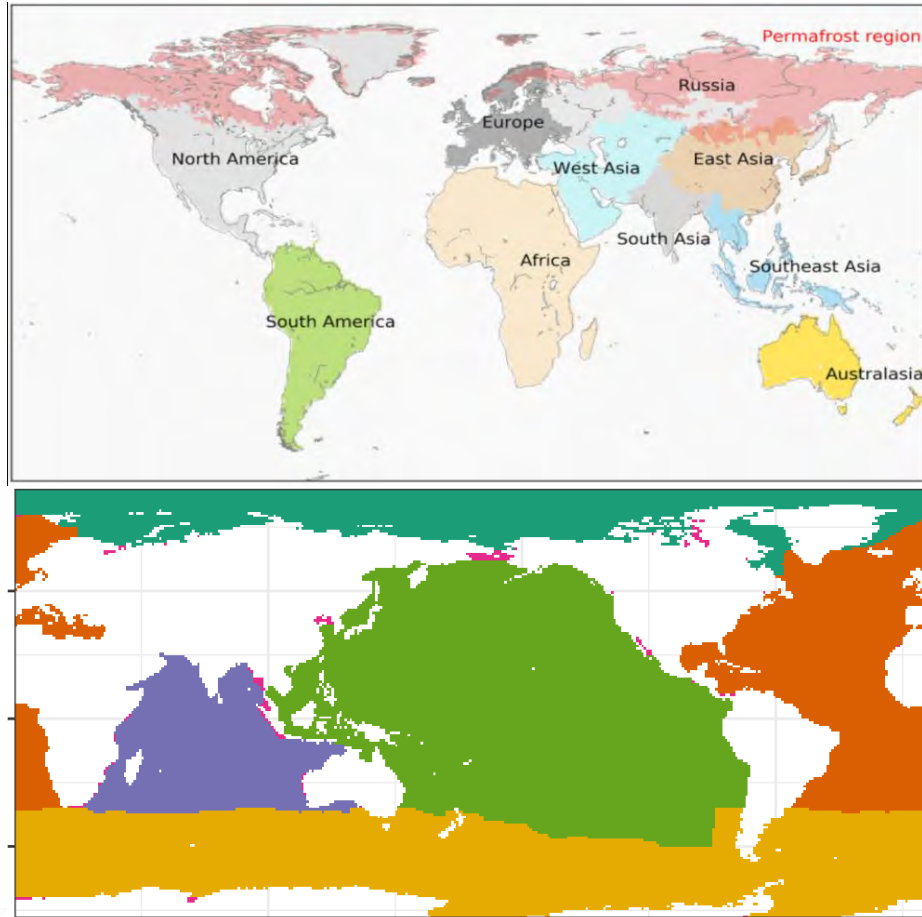 Permafrost region
Russia
Europe
North America
West Asia
East Asia
South Asia
Africa
Southeast Asia
South America
Australasia